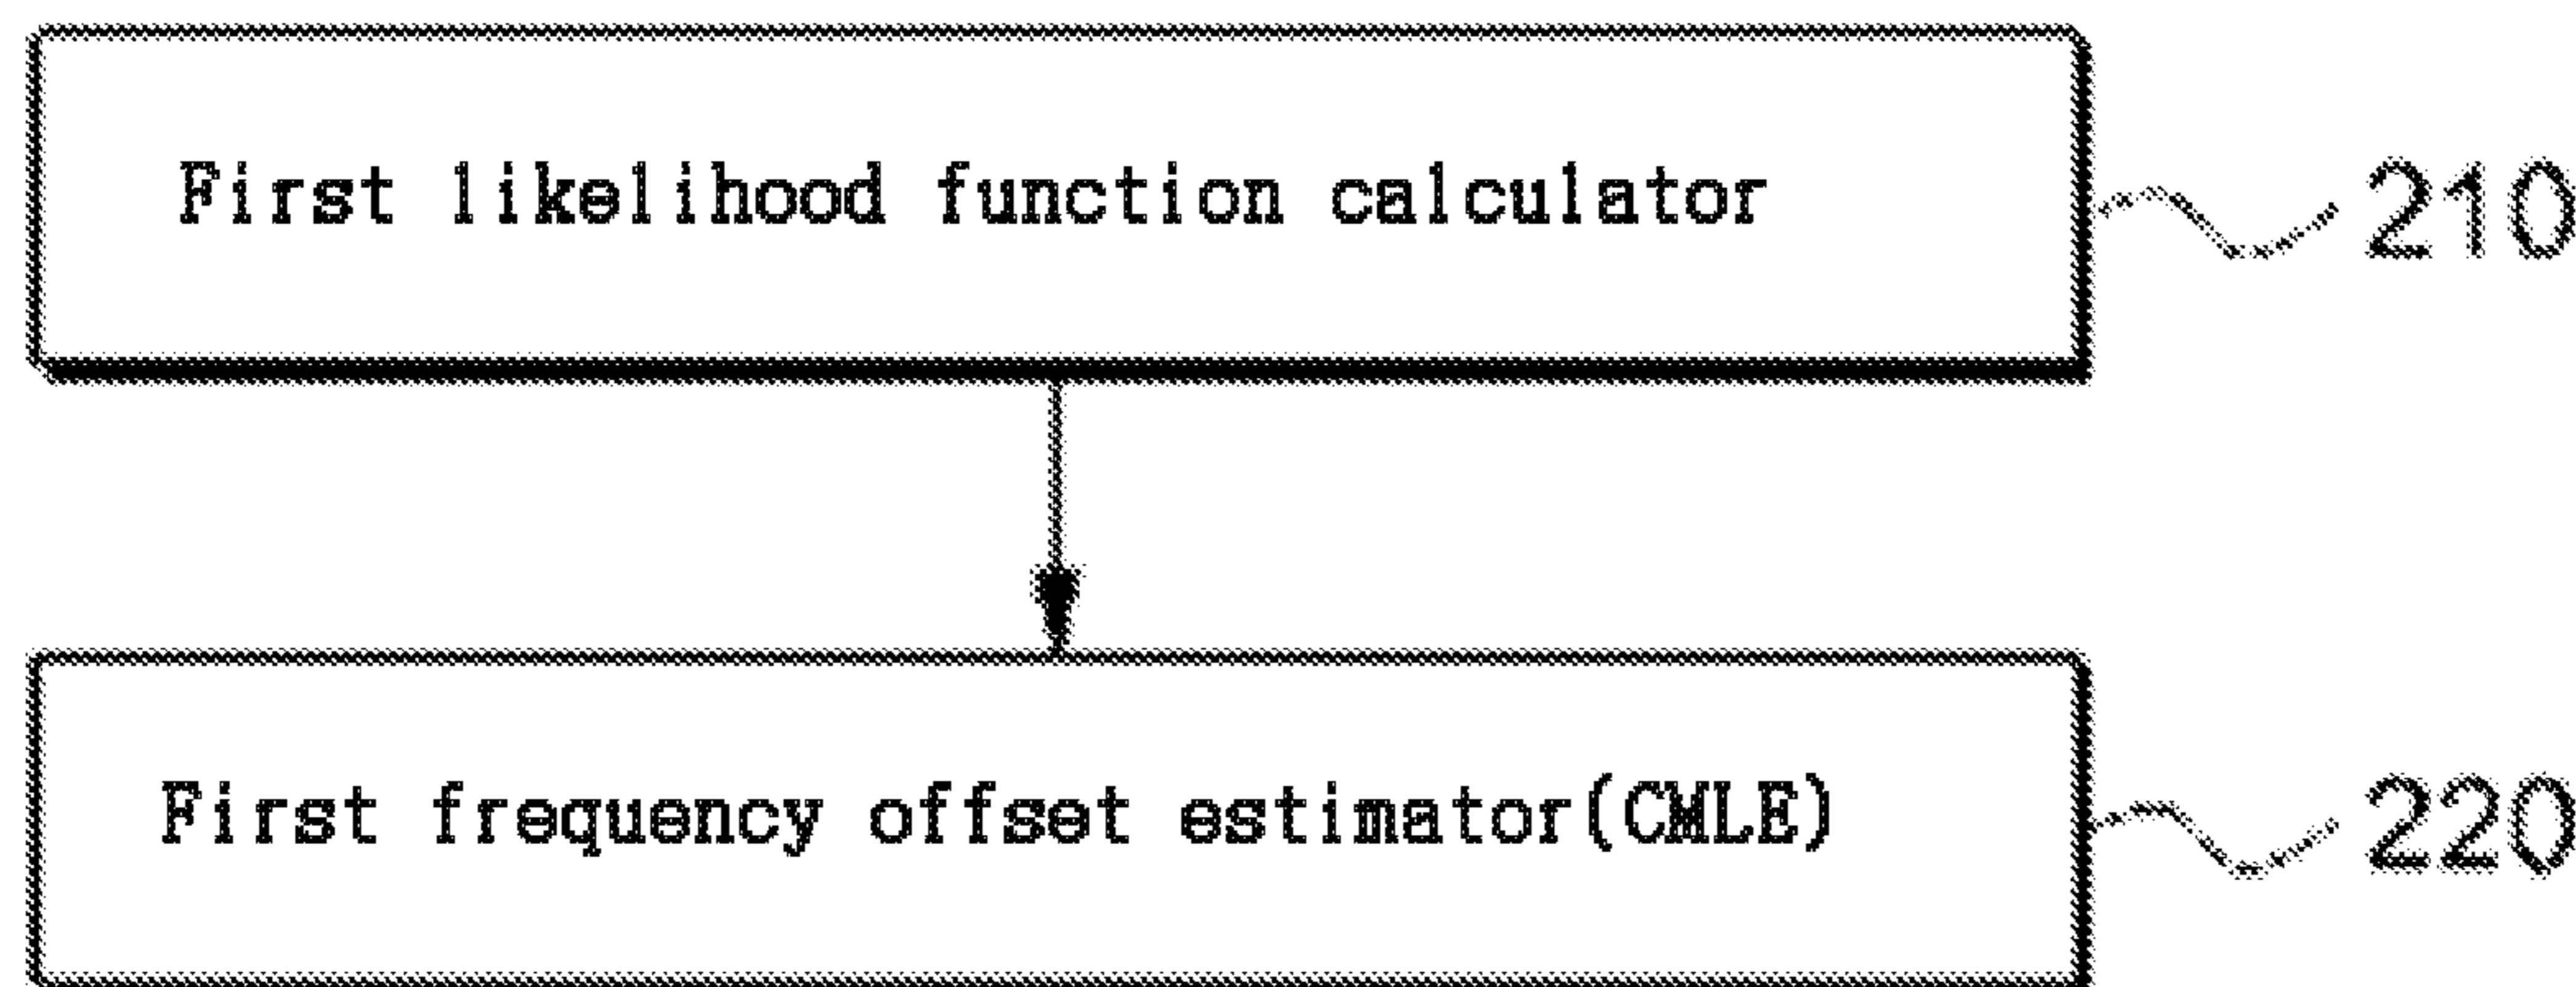 First likelihood function calculator
210
First frequency offset estimator(CMLE)
220